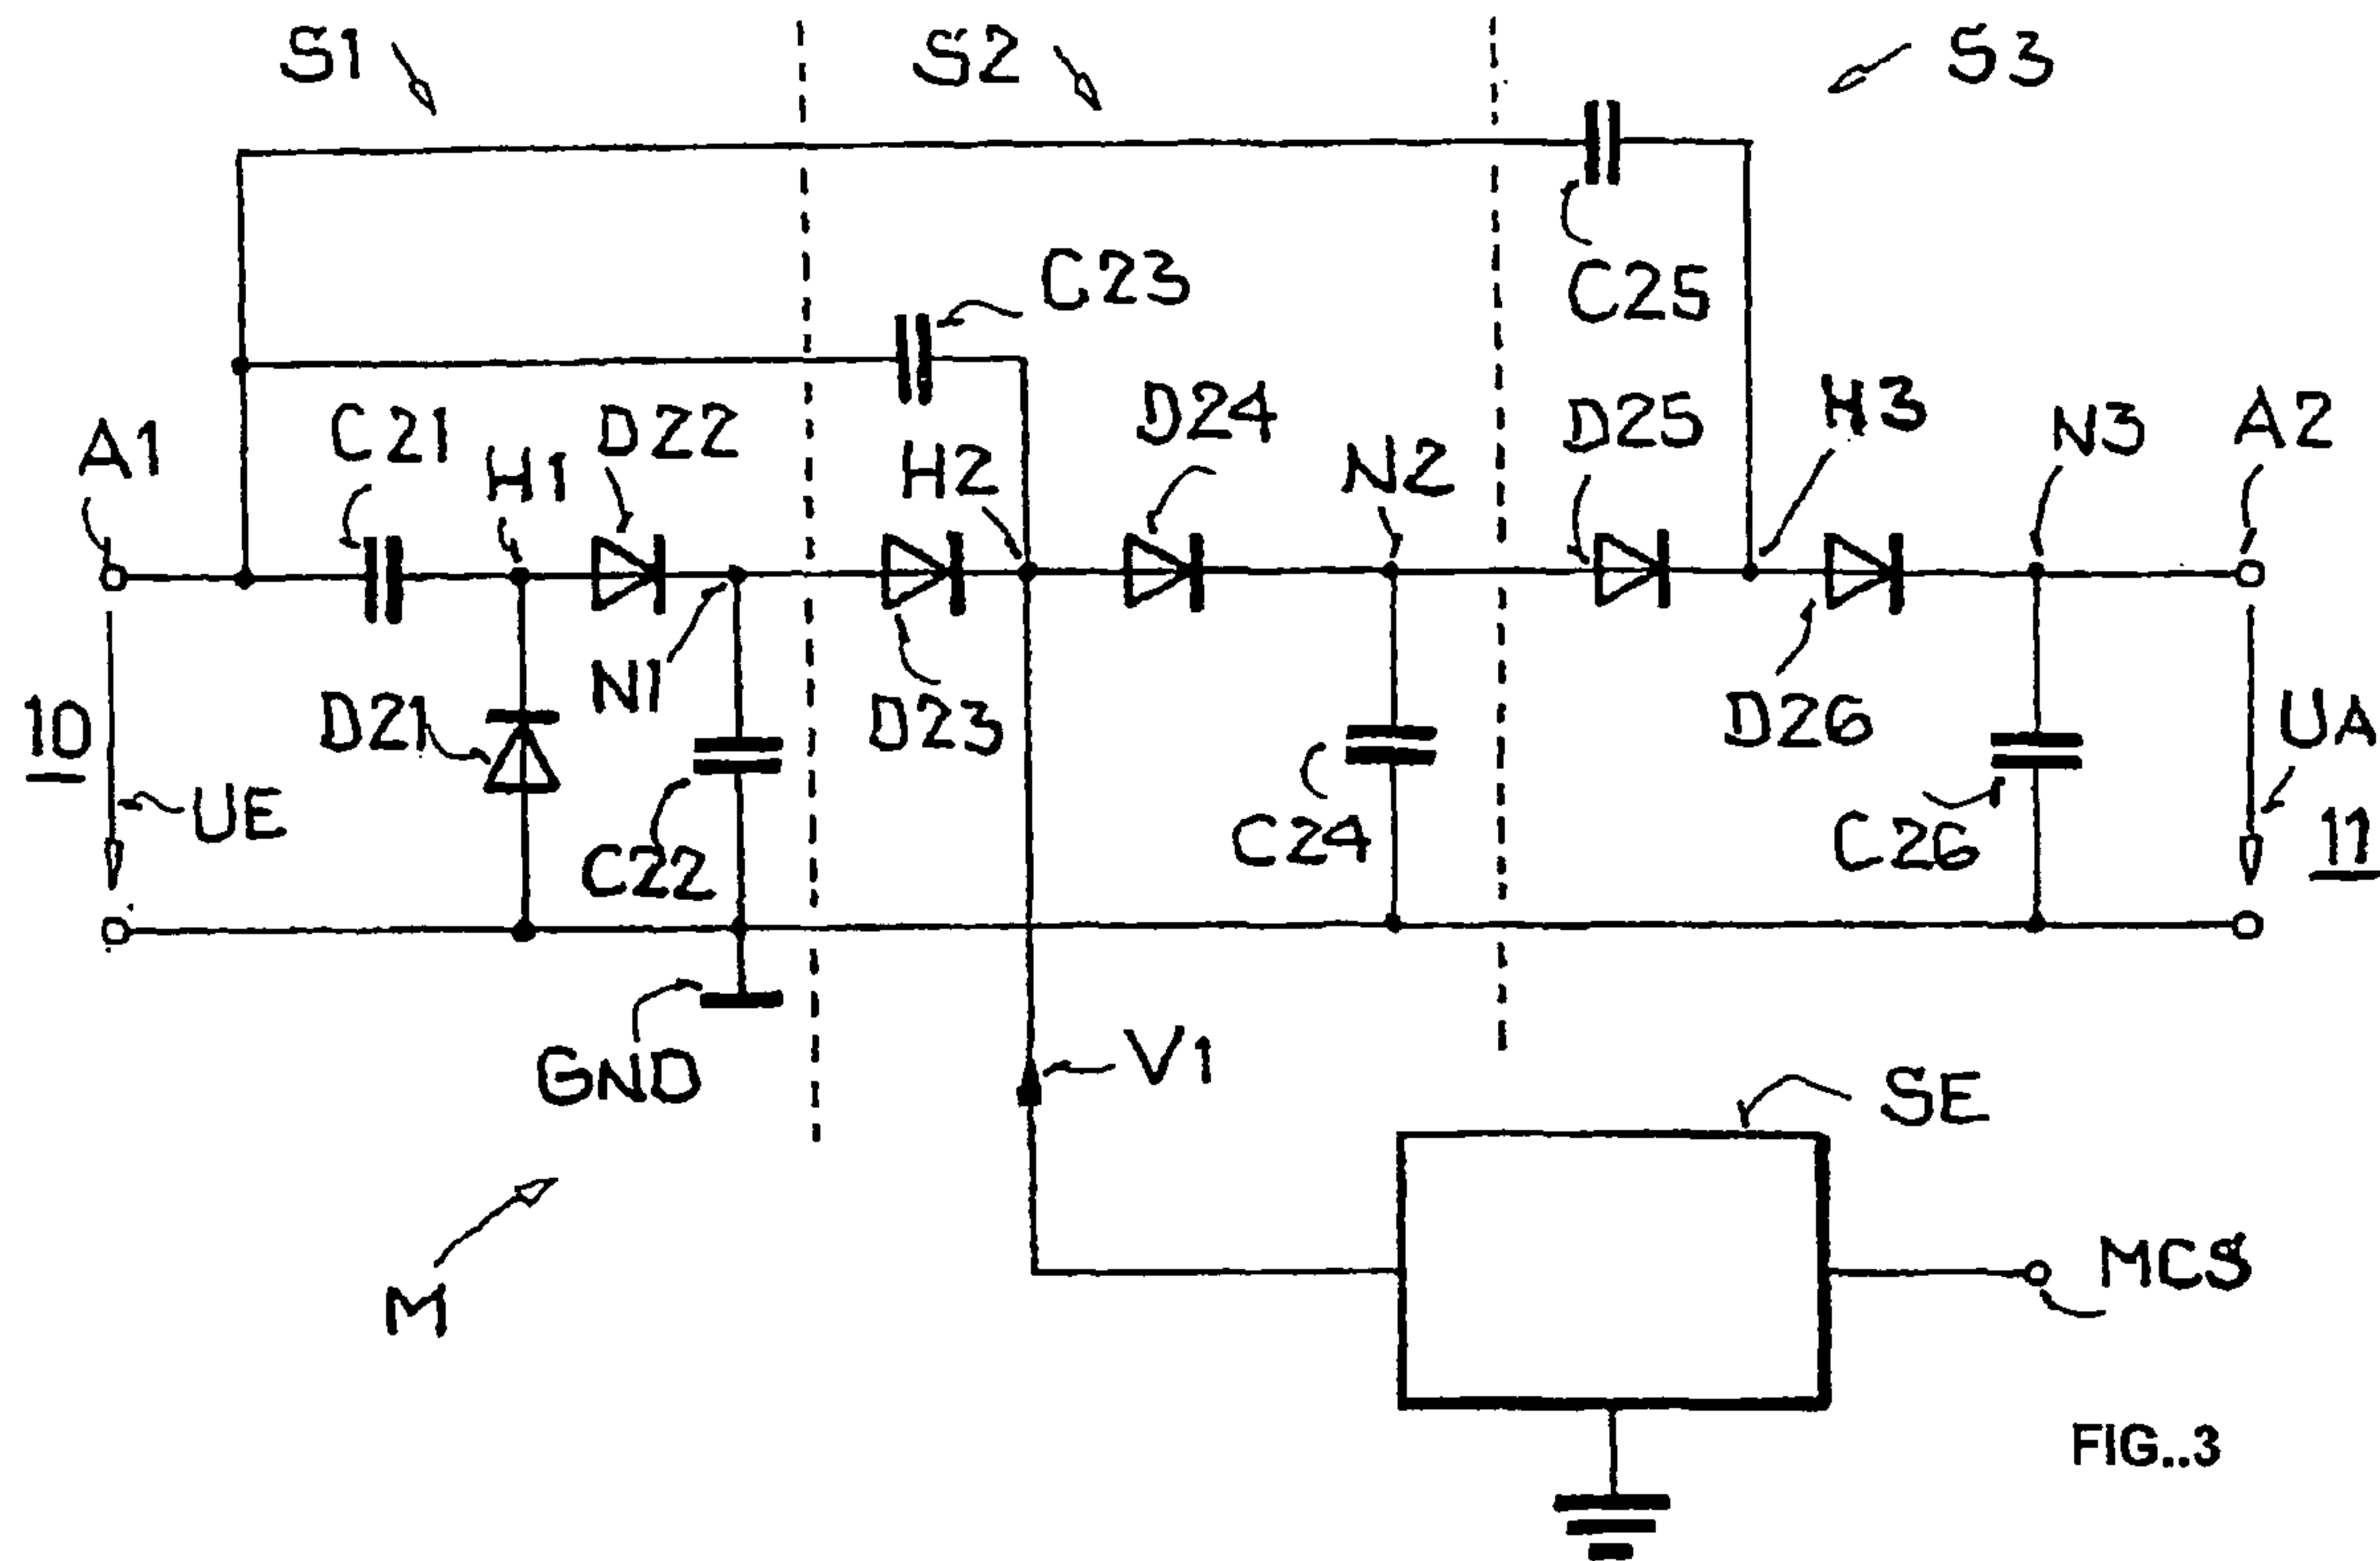 S1
S2
S3
C23
C25
A1
C21
H1
D22
H2
D24
N2
D25
H3
N3
A2
10
UE
D21
N1
C22
D23
C24
D26
C26
UA
11
GND
V1
SE
M
MCS
FIG..3